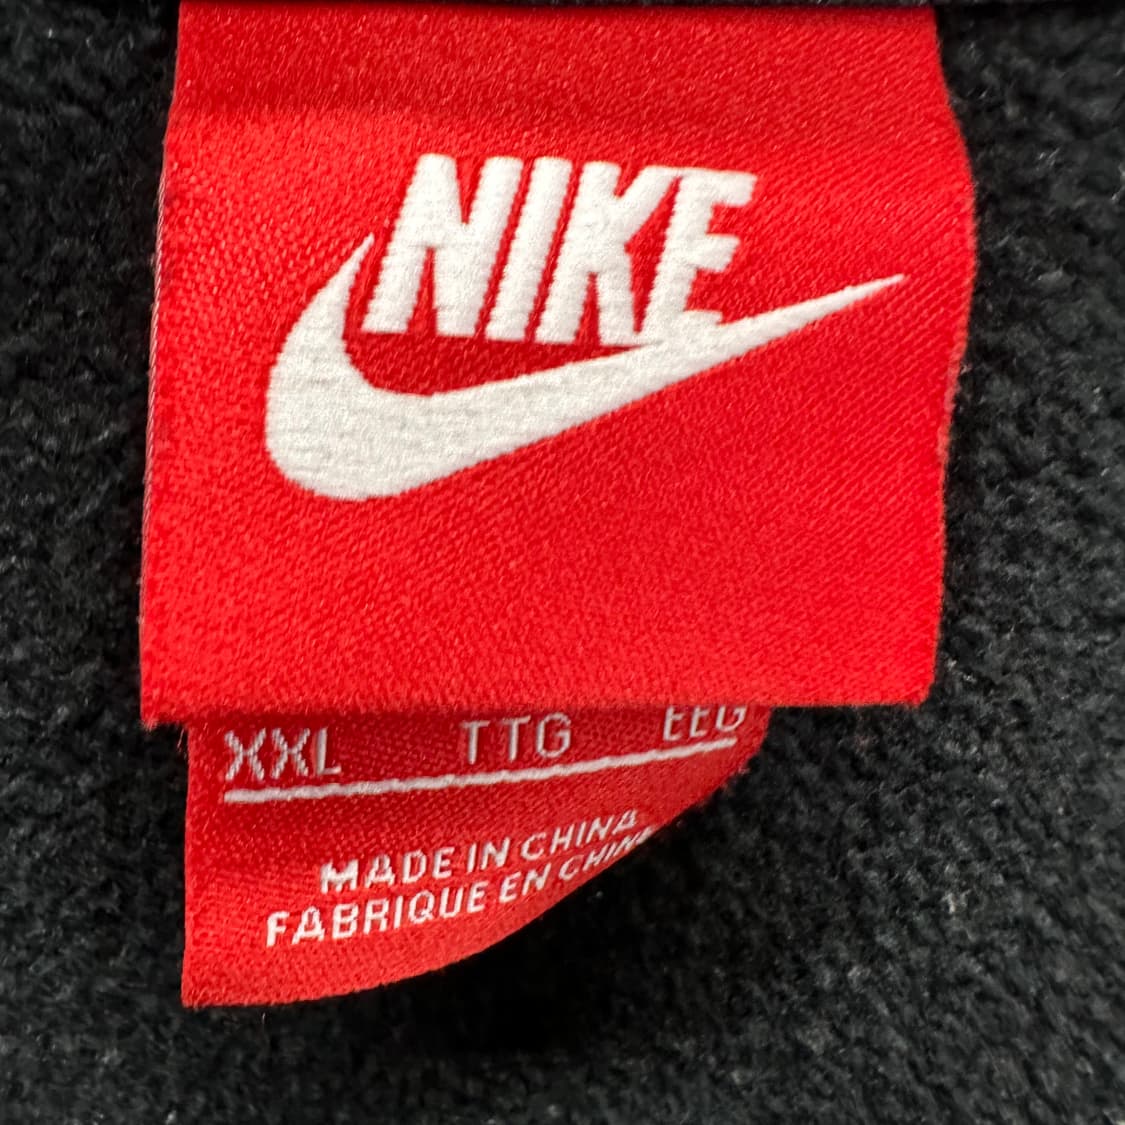 NIKE
XXL TTG EEG
MADE IN CHINA
FABRIQUE EN CHINE